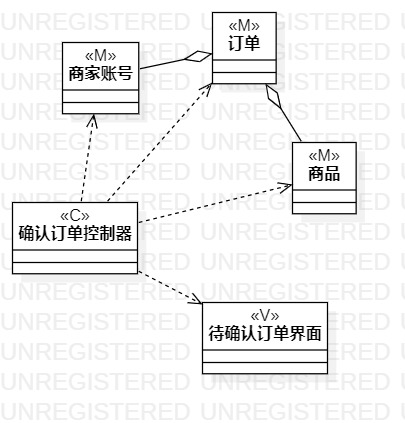 UNREGISTERED UNREGISTERED UNREGISTERED
«M»
订单
«M»
商家账号
«M»
商品
«C»
确认订单控制器
«V»
待确认订单界面